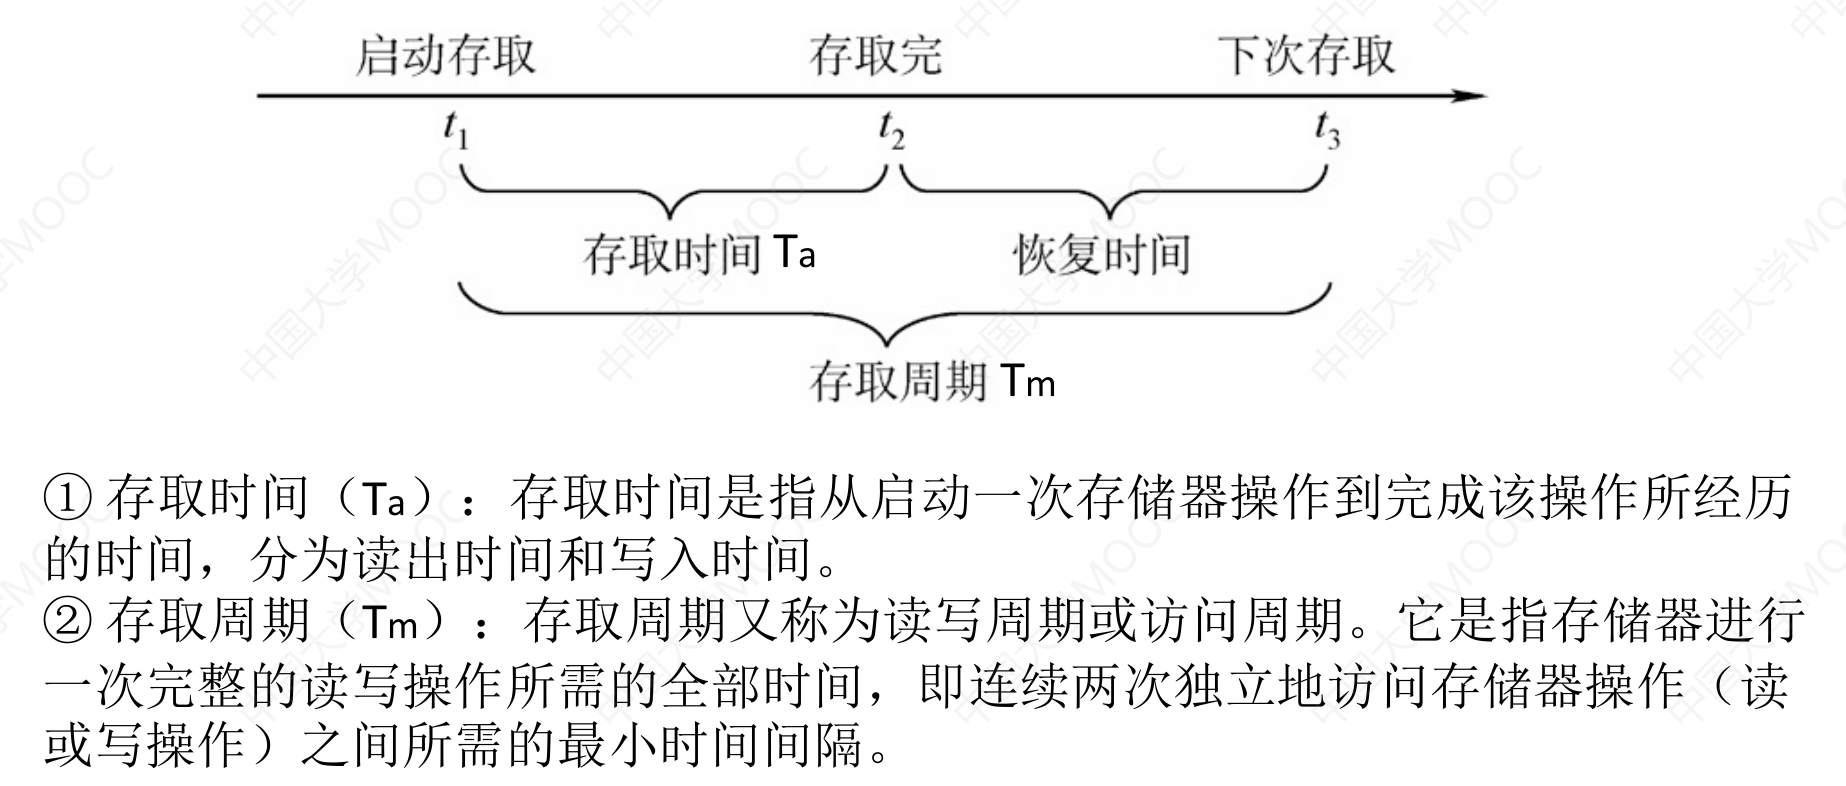 启动存取 存取完 下次存取
t1 t2 t3
存取时间 Ta 恢复时间
存取周期 Tm
① 存取时间（Ta）：存取时间是指从启动一次存储器操作到完成该操作所经历
的时间，分为读出时间和写入时间。
② 存取周期（Tm）：存取周期又称为读写周期或访问周期。它是指存储器进行
一次完整的读写操作所需的全部时间，即连续两次独立地访问存储器操作（读
或写操作）之间所需的最小时间间隔。
中国大学MOOC